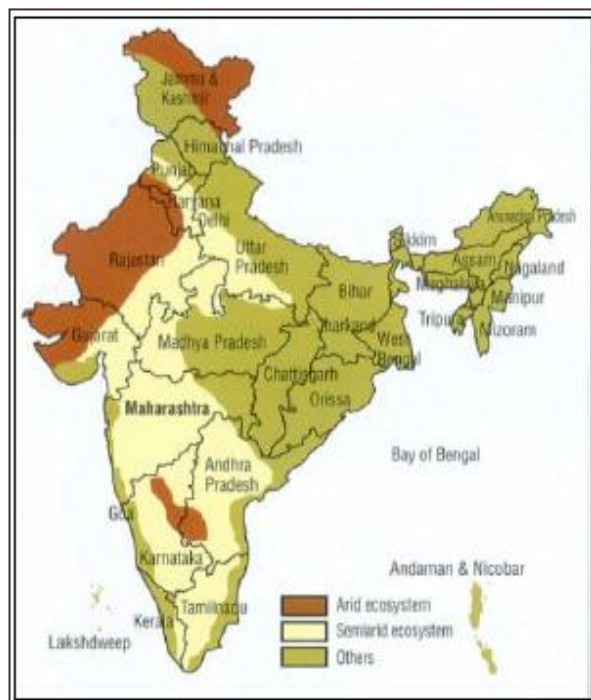 Jammu &
Kashmir
Himachal Pradesh
Punjab
Haryana
Delhi
Rajastan
Uttar
Pradesh
Sikkim
Arunachal Pradesh
Assam
Nagaland
Meghalaya
Manipur
Tripura
Mizoram
Bihar
Jharkand
West
Bengal
Gujarat
Madhya Pradesh
Chattisgarh
Orissa
Maharashtra
Bay of Bengal
Andhra
Pradesh
Goa
Karnataka
Andaman & Nicobar
Kerala
Tamilnadu
Lakshdweep
Arid ecosystem
Semiarid ecosystem
Others